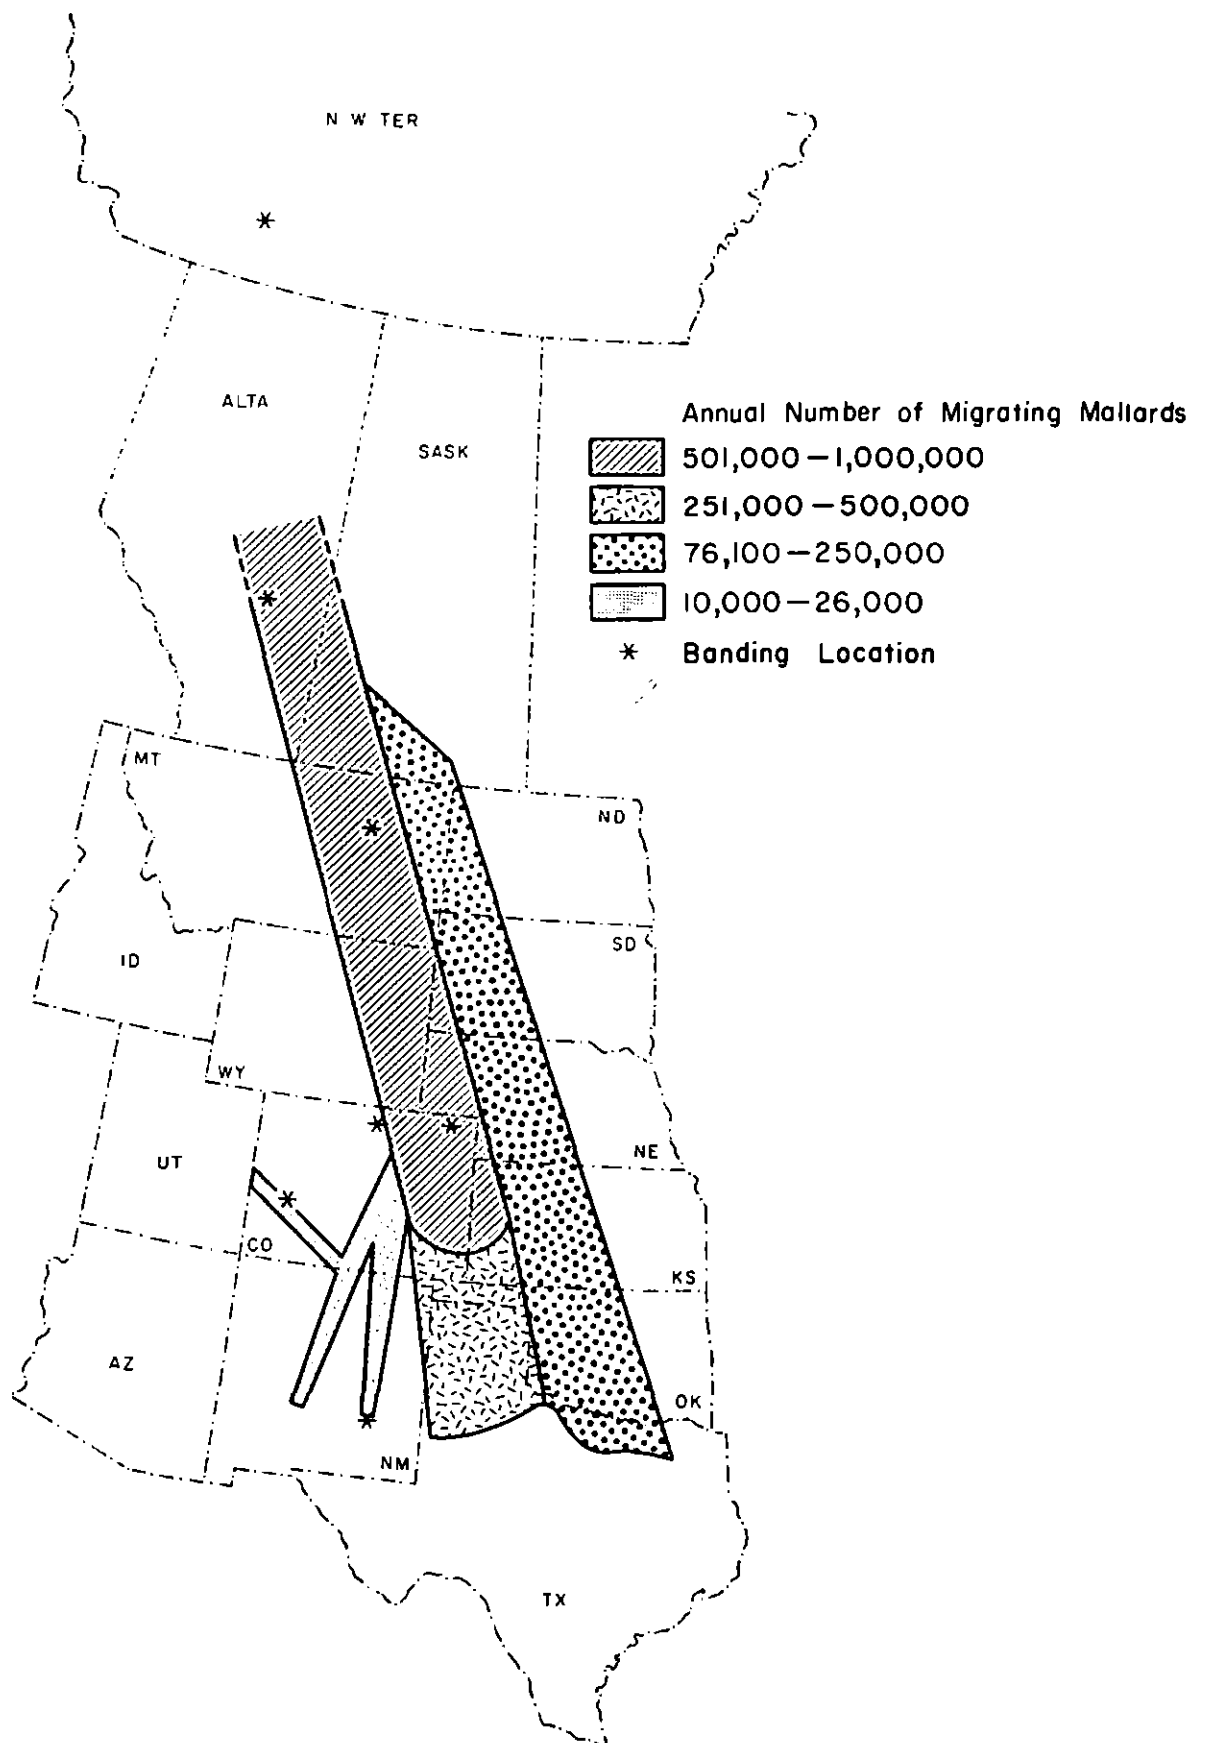 N W TER
ALTA
SASK
Annual Number of Migrating Mallards
501,000–1,000,000
251,000–500,000
76,100–250,000
10,000–26,000
* Banding Location
MT
ND
SD
ID
WY
NE
UT
CO
KS
AZ
OK
NM
TX